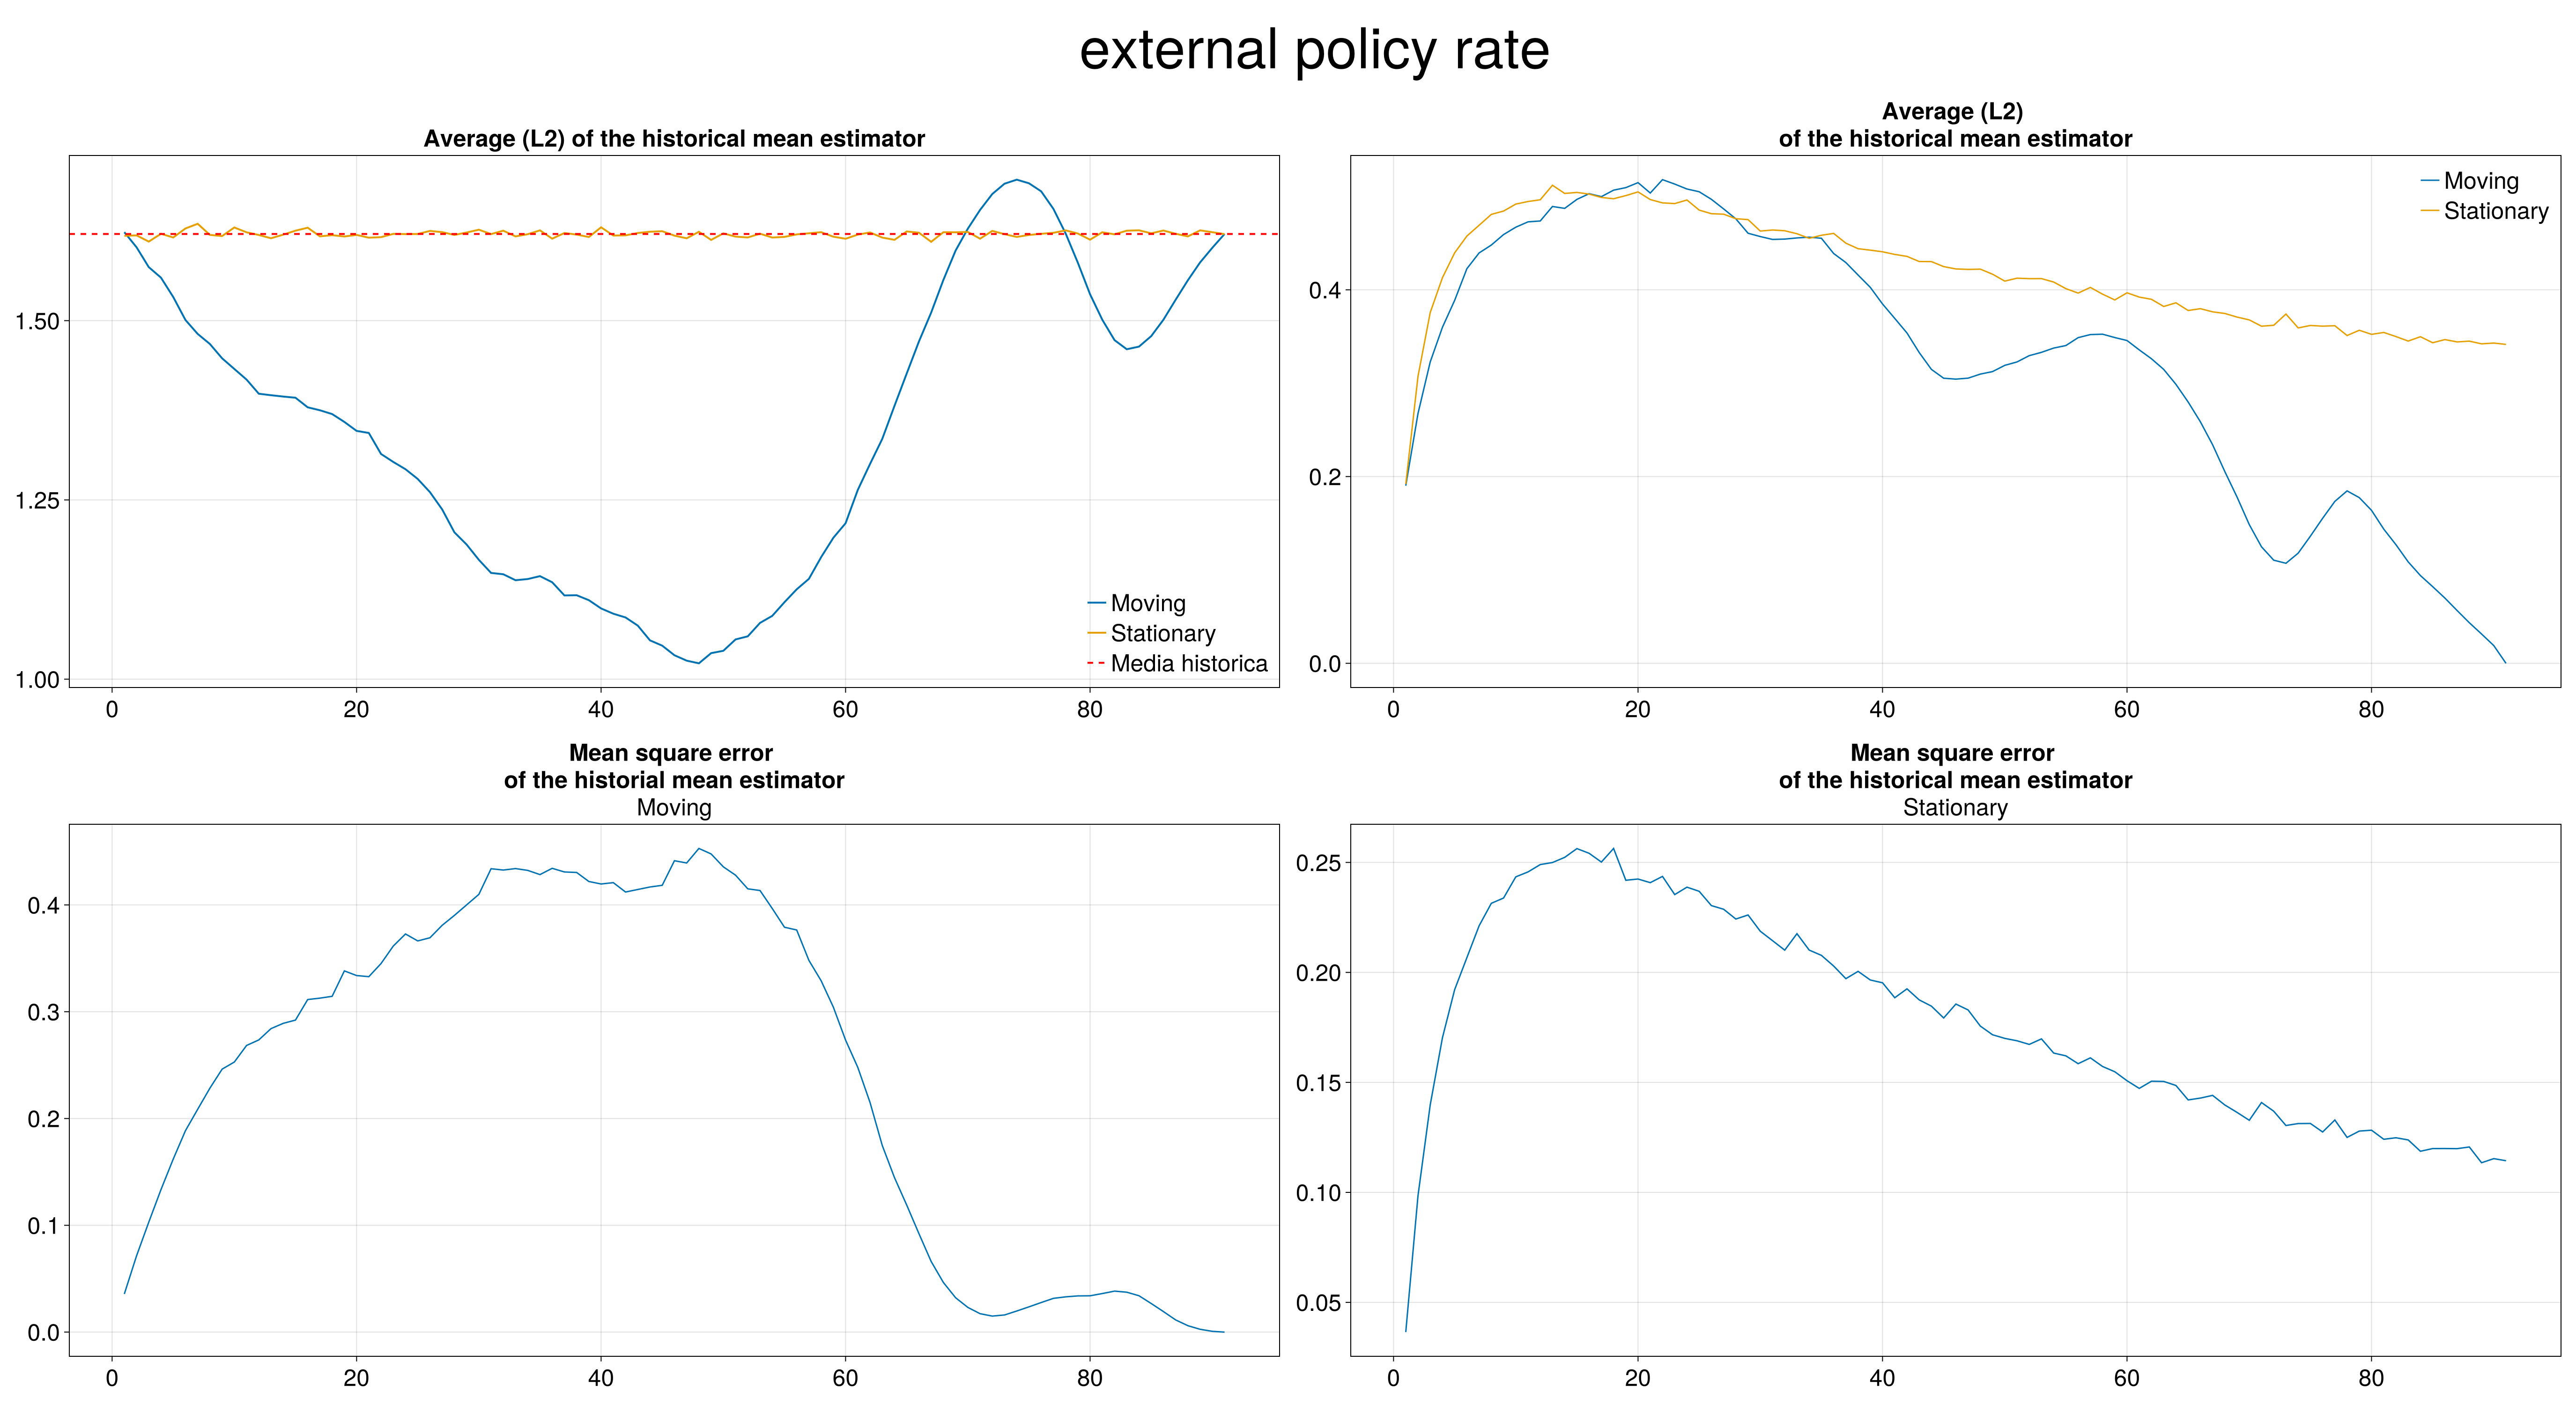 external policy rate
Average (L2) of the historical mean estimator
1.50
1.25
1.00
0 20 40 60 80
Moving
Stationary
Media historica
Average (L2)
of the historical mean estimator
0.4
0.2
0.0
0 20 40 60 80
Moving
Stationary
Mean square error
of the historial mean estimator
Moving
0.4
0.3
0.2
0.1
0.0
0 20 40 60 80
Mean square error
of the historical mean estimator
Stationary
0.25
0.20
0.15
0.10
0.05
0 20 40 60 80